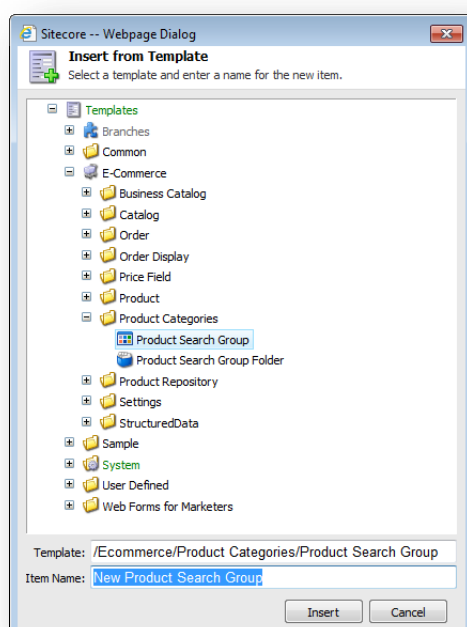 Sitecore -- Webpage Dialog
Insert from Template
Select a template and enter a name for the new item.
Templates
Branches
Common
E-Commerce
Business Catalog
Catalog
Order
Order Display
Price Field
Product
Product Categories
Product Search Group
Product Search Group Folder
Product Repository
Settings
StructuredData
Sample
System
User Defined
Web Forms for Marketers
Template: /Ecommerce/Product Categories/Product Search Group
Item Name: New Product Search Group
Insert Cancel